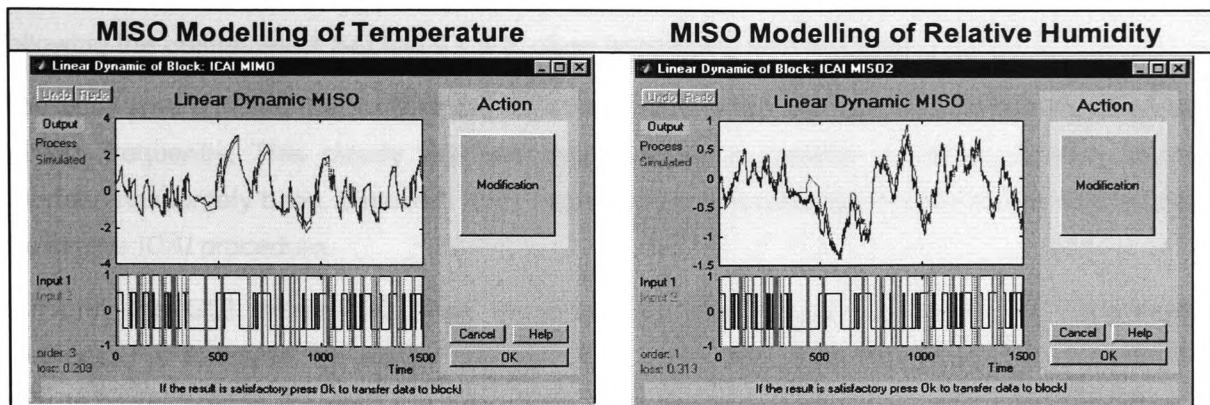 MISO Modelling of Temperature
MISO Modelling of Relative Humidity
Linear Dynamic of Block: ICAI MIMO
Undo Redo
Linear Dynamic MISO
Action
Output
Process
Simulated
4
2
0
-2
-4
Modification
Input 1
Input 2
1
0
-1
0 500 1000 1500
Time
order: 3
loss: 0.209
Cancel Help
OK
If the result is satisfactory press Ok to transfer data to block!
Linear Dynamic of Block: ICAI MISO2
Undo Redo
Linear Dynamic MISO
Action
Output
Process
Simulated
1
0.5
0
-0.5
-1
-1.5
Modification
Input 1
Input 2
1
0
-1
0 500 1000 1500
Time
order: 1
loss: 0.313
Cancel Help
OK
If the result is satisfactory press Ok to transfer data to block!